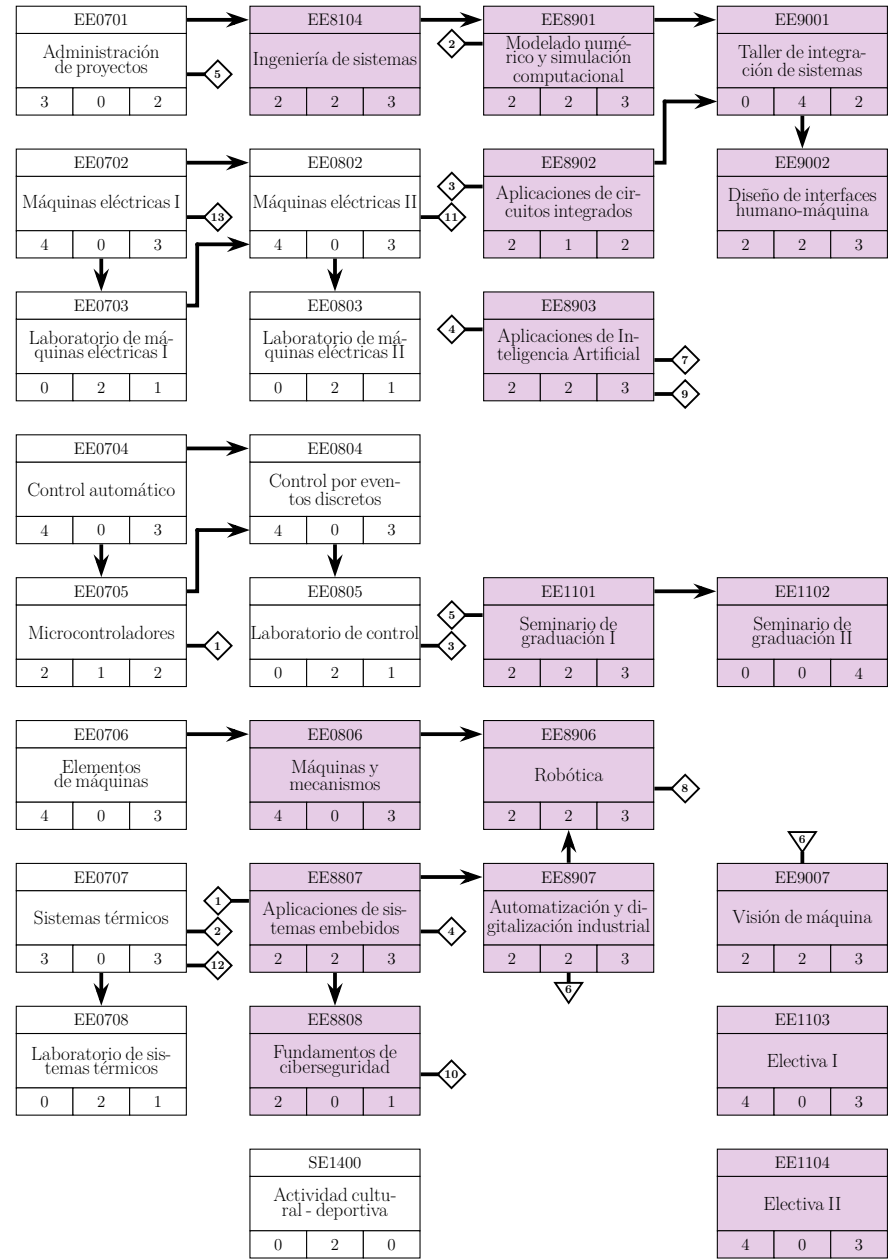 EE0701
Administración
de proyectos
5
3 0 2
EE8104
Ingeniería de sistemas
2 2 3
EE8901
2
Modelado numé-
rico y simulación
computacional
2 2 3
EE9001
Taller de integra-
ción de sistemas
0 4 2
EE0702
Máquinas eléctricas I
13
4 0 3
EE0802
Máquinas eléctricas II
11
4 0 3
EE8902
3
Aplicaciones de cir-
cuitos integrados
2 1 2
EE9002
Diseño de interfaces
humano-máquina
2 2 3
EE0703
Laboratorio de má-
quinas eléctricas I
0 2 1
EE0803
Laboratorio de má-
quinas eléctricas II
0 2 1
EE8903
4
Aplicaciones de In-
teligencia Artificial
7
2 2 3
9
EE0704
Control automático
4 0 3
EE0804
Control por even-
tos discretos
4 0 3
EE0705
Microcontroladores
1
2 1 2
EE0805
Laboratorio de control
3
0 2 1
EE1101
5
Seminario de
graduación I
2 2 3
EE1102
Seminario de
graduación II
0 0 4
EE0706
Elementos
de máquinas
4 0 3
EE0806
Máquinas y
mecanismos
4 0 3
EE8906
Robótica
8
2 2 3
EE0707
Sistemas térmicos
2
3 0 3
12
EE8807
1
Aplicaciones de sis-
temas embebidos
4
2 2 3
EE8907
Automatización y di-
gitalización industrial
2 2 3
6
6
EE9007
Visión de máquina
2 2 3
EE0708
Laboratorio de sis-
temas térmicos
0 2 1
EE8808
Fundamentos de
ciberseguridad
10
2 0 1
EE1103
Electiva I
4 0 3
SE1400
Actividad cultu-
ral - deportiva
0 2 0
EE1104
Electiva II
4 0 3